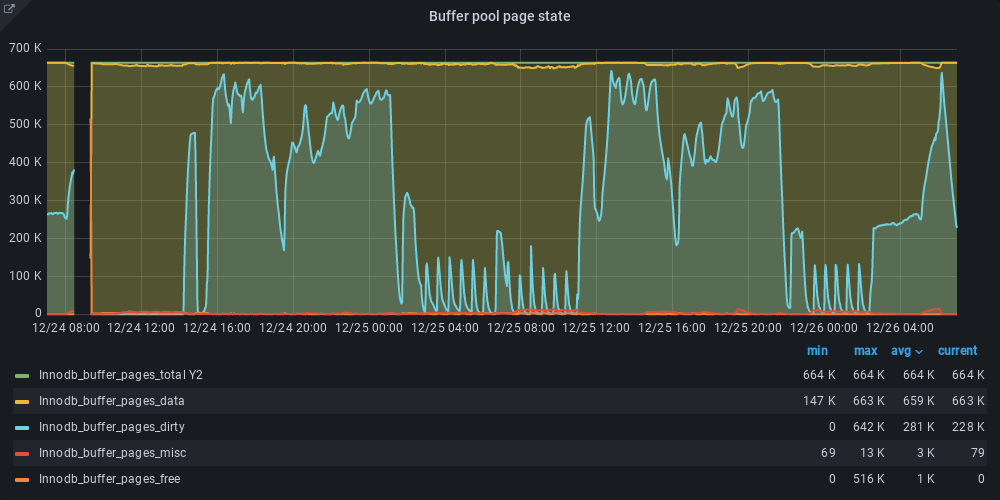 Buffer pool page state
700 K
600 K
500 K
400 K
300 K
200 K
100 K
0
12/24 08:00 12/24 12:00 12/24 16:00 12/24 20:00 12/25 00:00 12/25 04:00 12/25 08:00 12/25 12:00 12/25 16:00 12/25 20:00 12/26 00:00 12/26 04:00
min max avg current
Innodb_buffer_pages_total Y2 664 K 664 K 664 K 664 K
Innodb_buffer_pages_data 147 K 663 K 659 K 663 K
Innodb_buffer_pages_dirty 0 642 K 281 K 228 K
Innodb_buffer_pages_misc 69 13 K 3 K 79
Innodb_buffer_pages_free 0 516 K 1 K 0